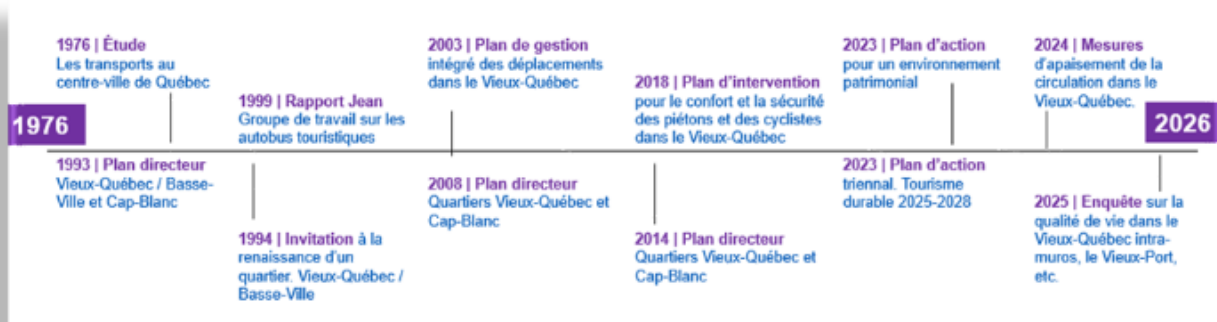 1976 | Étude
Les transports au
centre-ville de Québec
1999 | Rapport Jean
Groupe de travail sur les
autobus touristiques
2003 | Plan de gestion
intégré des déplacements
dans le Vieux-Québec
2018 | Plan d'intervention
pour le confort et la sécurité
des piétons et des cyclistes
dans le Vieux-Québec
2023 | Plan d'action
pour un environnement
patrimonial
2024 | Mesures
d'apaisement de la
circulation dans le
Vieux-Québec.
1976
2026
1993 | Plan directeur
Vieux-Québec / Basse-
Ville et Cap-Blanc
1994 | Invitation à la
renaissance d'un
quartier. Vieux-Québec /
Basse-Ville
2008 | Plan directeur
Quartiers Vieux-Québec et
Cap-Blanc
2014 | Plan directeur
Quartiers Vieux-Québec et
Cap-Blanc
2023 | Plan d'action
triennal. Tourisme
durable 2025-2028
2025 | Enquête sur la
qualité de vie dans le
Vieux-Québec intra-
muros, le Vieux-Port,
etc.